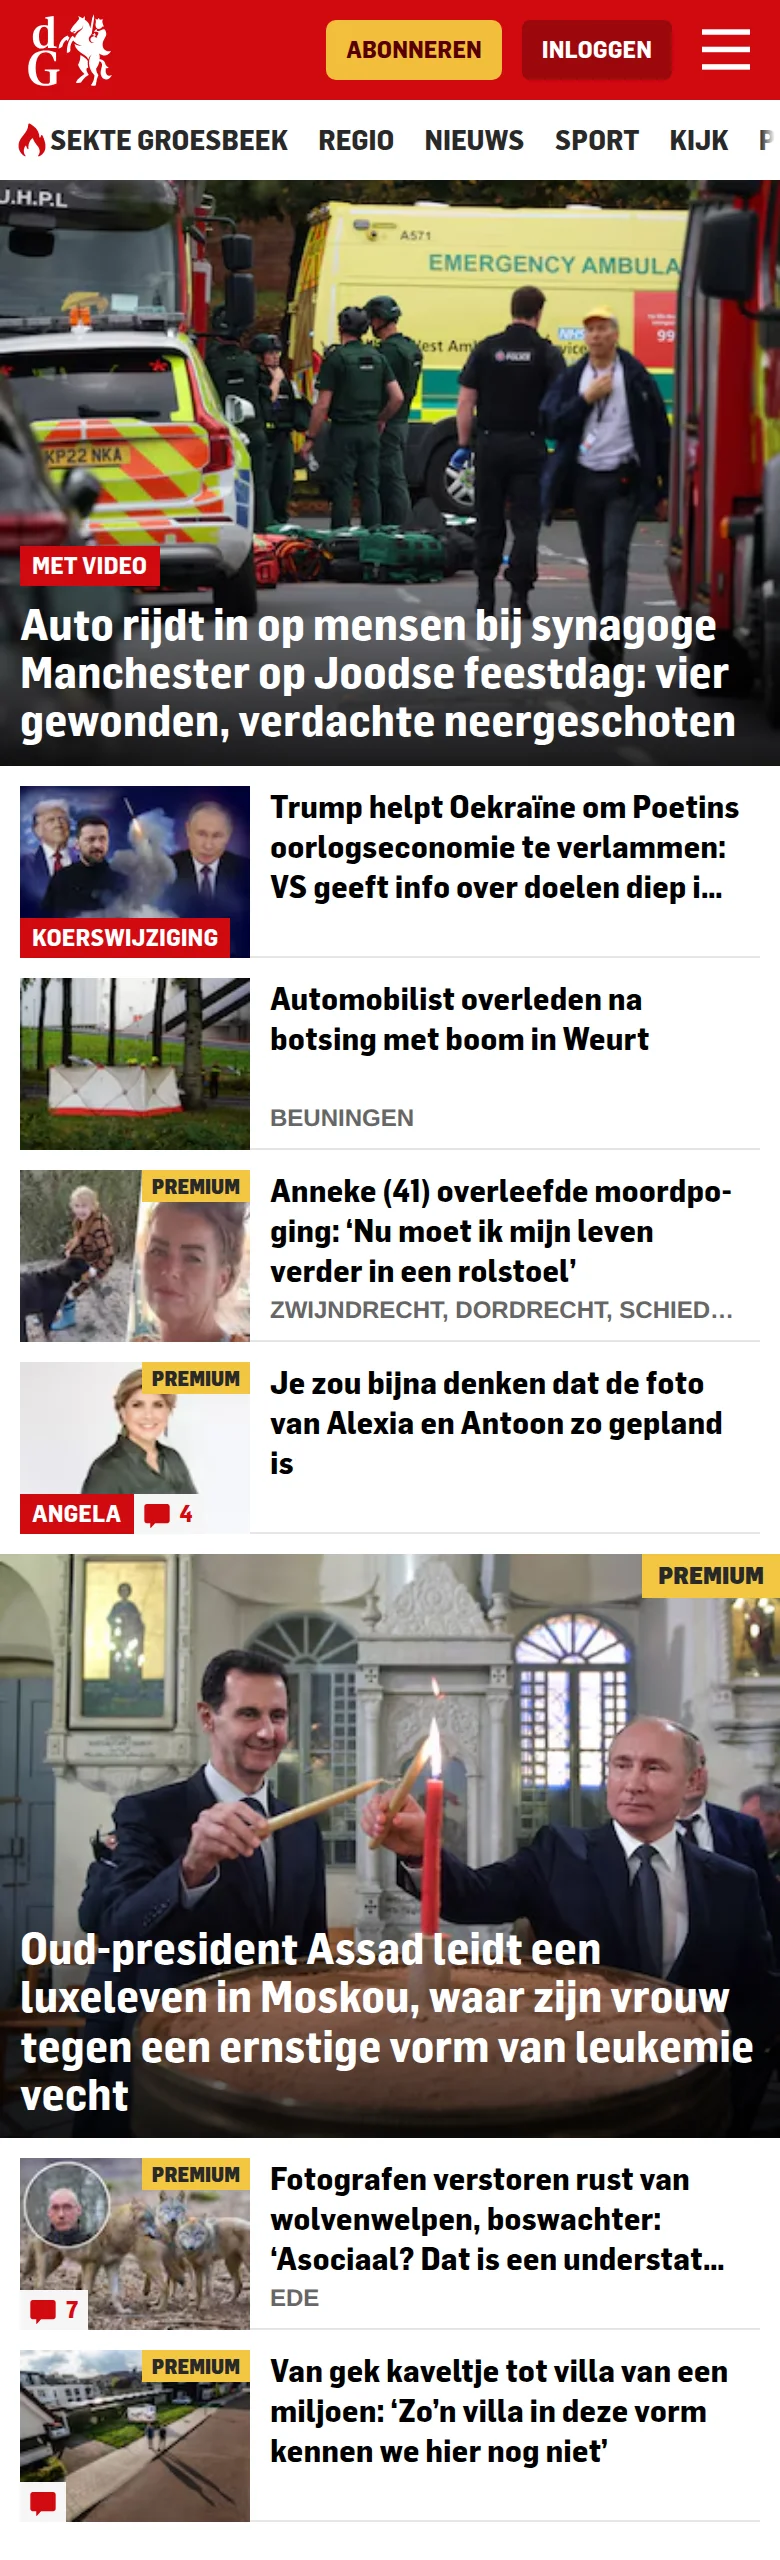 dG
ABONNEREN
INLOGGEN
SEKTE GROESBEEK
REGIO
NIEUWS
SPORT
KIJK
P
U.H.P.L
A571
EMERGENCY AMBULA
NHS
99
POLICE
KP22 NKA
MET VIDEO
Auto rijdt in op mensen bij synagoge
Manchester op Joodse feestdag: vier
gewonden, verdachte neergeschoten
Trump helpt Oekraïne om Poetins
oorlogseconomie te verlammen:
VS geeft info over doelen diep i...
KOERSWIJZIGING
Automobilist overleden na
botsing met boom in Weurt
BEUNINGEN
PREMIUM
Anneke (41) overleefde moordpo-
ging: ‘Nu moet ik mijn leven
verder in een rolstoel’
ZWIJNDRECHT, DORDRECHT, SCHIED...
PREMIUM
Je zou bijna denken dat de foto
van Alexia en Antoon zo gepland
is
ANGELA
4
PREMIUM
Oud-president Assad leidt een
luxeleven in Moskou, waar zijn vrouw
tegen een ernstige vorm van leukemie
vecht
PREMIUM
Fotografen verstoren rust van
wolvenwelpen, boswachter:
‘Asociaal? Dat is een understat...
EDE
7
PREMIUM
Van gek kaveltje tot villa van een
miljoen: ‘Zo’n villa in deze vorm
kennen we hier nog niet’